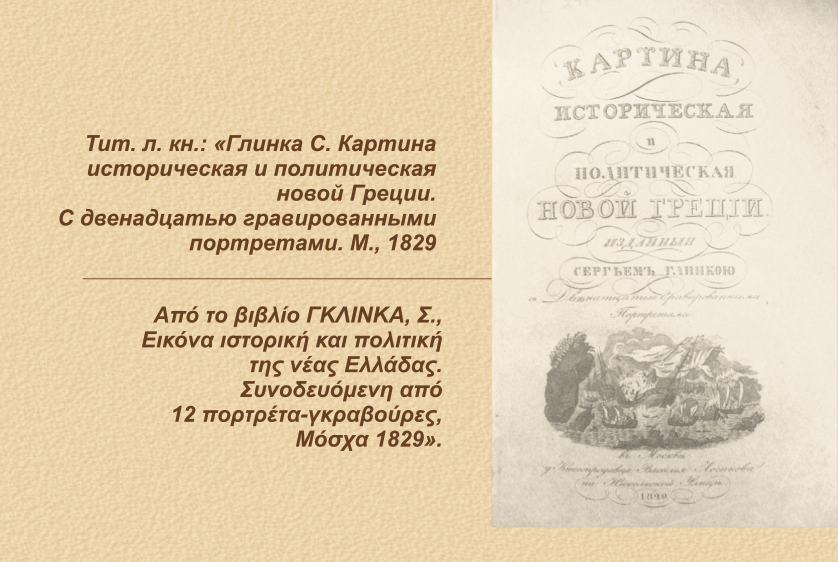 Тит. л. кн.: «Глинка С. Картина
историческая и политическая
новой Греции.
С двенадцатью гравированными
портретами. М., 1829
Από το βιβλίο ΓΚΛΙΝΚΑ, Σ.,
Εικόνα ιστορική και πολιτική
της νέας Ελλάδας.
Συνοδευόμενη από
12 πορτρέτα-γκραβούρες,
Μόσχα 1829».
КАРТИНА
ИСТОРИЧЕСКАЯ
и
ПОЛИТИЧЕСКАЯ
НОВОЙ ГРЕЦІИ
ИЗДАННАЯ
СЕРГѢЕМЪ ГЛИНКОЮ
Портретами
въ Москвѣ
1829